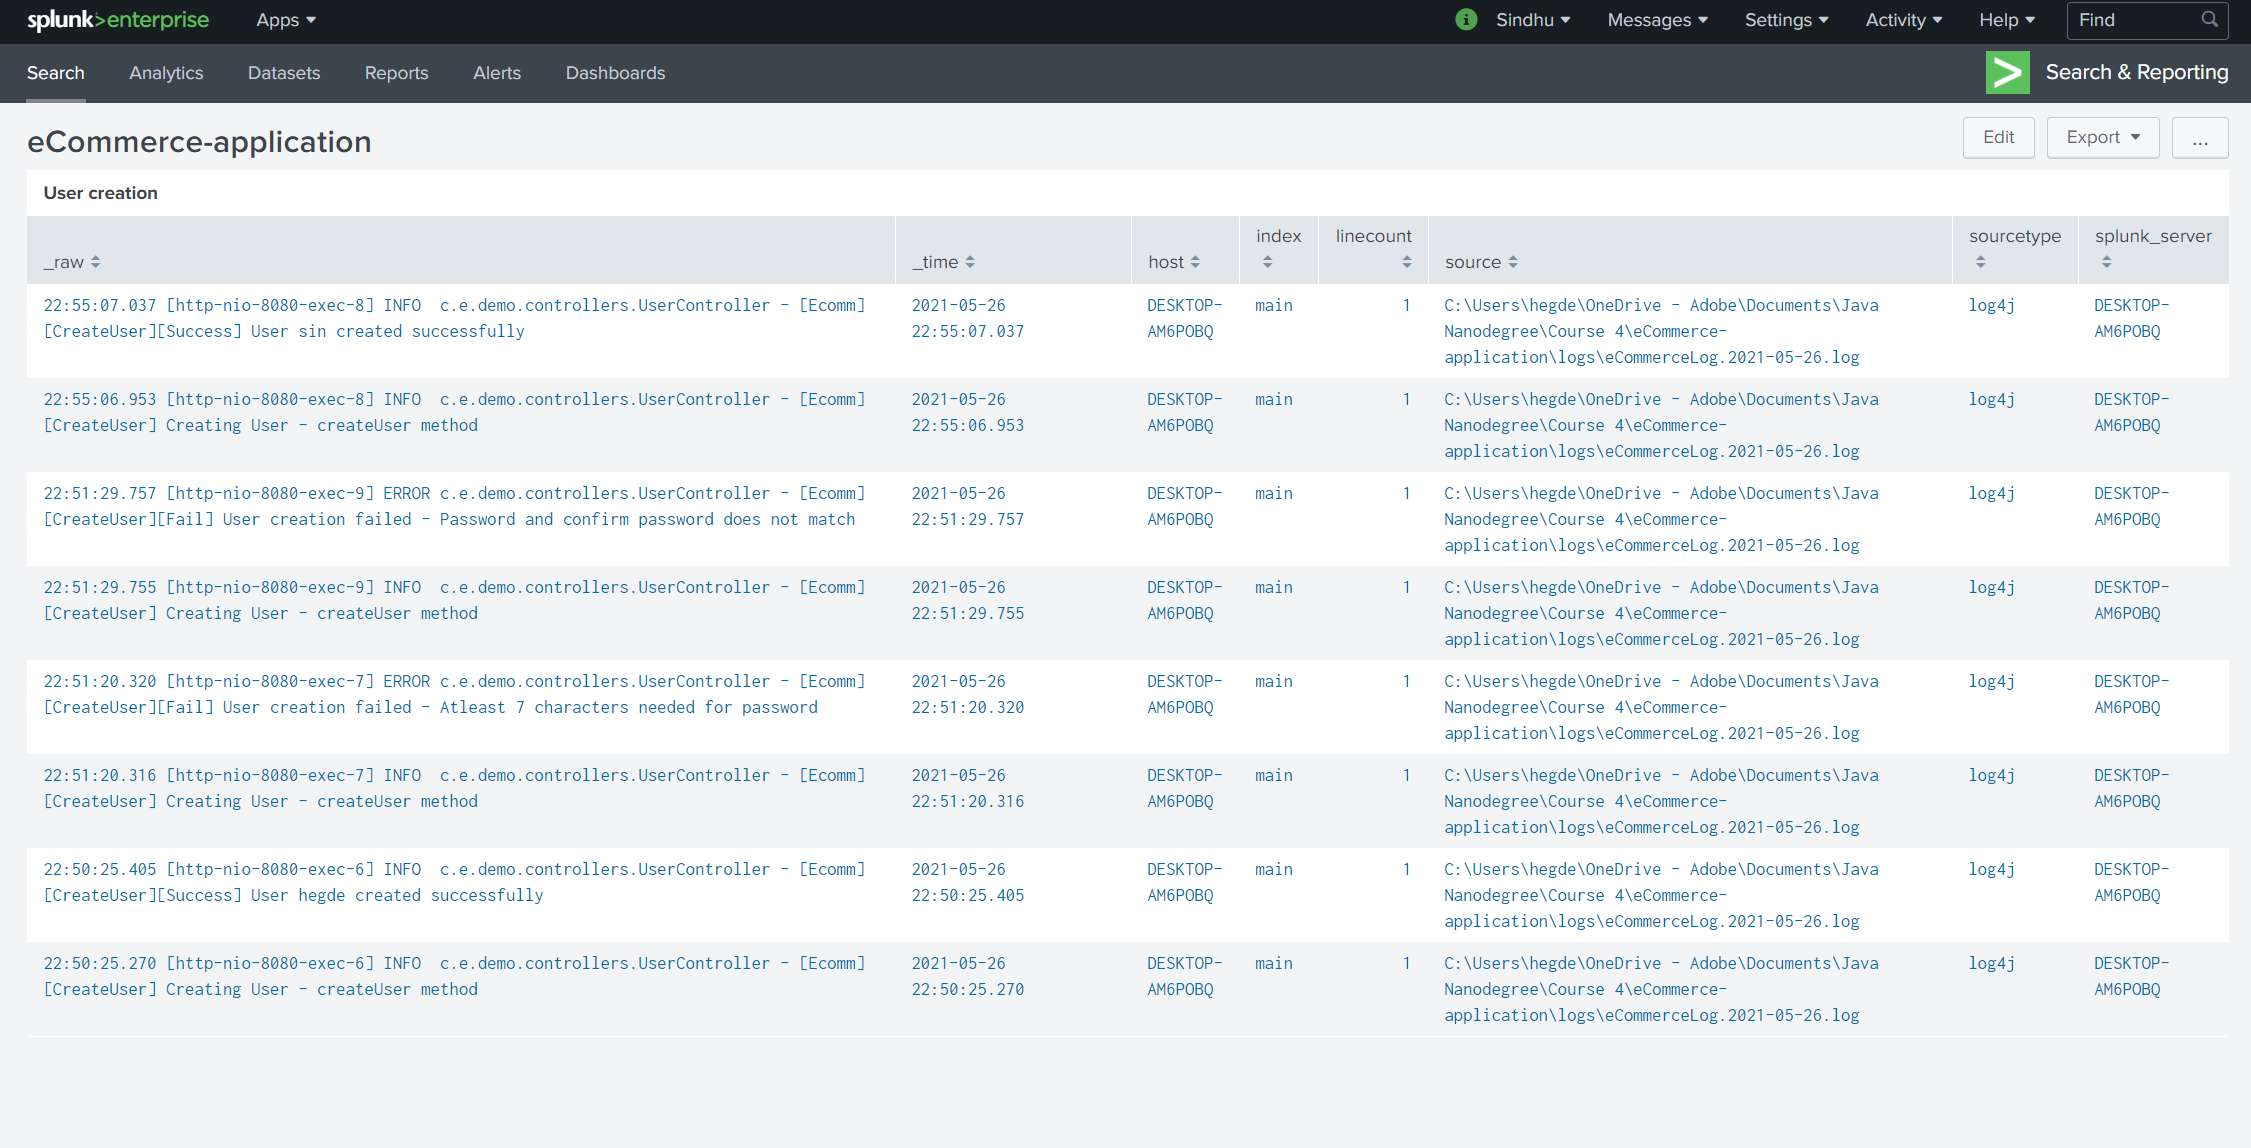 splunk>enterprise Apps Sindhu Messages Settings Activity Help Find
Search Analytics Datasets Reports Alerts Dashboards Search & Reporting
eCommerce-application Edit Export ...
User creation
_raw _time host index linecount source sourcetype splunk_server
22:55:07.037 [http-nio-8080-exec-8] INFO  c.e.demo.controllers.UserController - [Ecomm] 2021-05-26 DESKTOP- main 1 C:\Users\hegde\OneDrive - Adobe\Documents\Java log4j DESKTOP-
[CreateUser][Success] User sin created successfully 22:55:07.037 AM6POBQ Nanodegree\Course 4\eCommerce- AM6POBQ
application\logs\eCommerceLog.2021-05-26.log
22:55:06.953 [http-nio-8080-exec-8] INFO  c.e.demo.controllers.UserController - [Ecomm] 2021-05-26 DESKTOP- main 1 C:\Users\hegde\OneDrive - Adobe\Documents\Java log4j DESKTOP-
[CreateUser] Creating User - createUser method 22:55:06.953 AM6POBQ Nanodegree\Course 4\eCommerce- AM6POBQ
application\logs\eCommerceLog.2021-05-26.log
22:51:29.757 [http-nio-8080-exec-9] ERROR c.e.demo.controllers.UserController - [Ecomm] 2021-05-26 DESKTOP- main 1 C:\Users\hegde\OneDrive - Adobe\Documents\Java log4j DESKTOP-
[CreateUser][Fail] User creation failed - Password and confirm password does not match 22:51:29.757 AM6POBQ Nanodegree\Course 4\eCommerce- AM6POBQ
application\logs\eCommerceLog.2021-05-26.log
22:51:29.755 [http-nio-8080-exec-9] INFO  c.e.demo.controllers.UserController - [Ecomm] 2021-05-26 DESKTOP- main 1 C:\Users\hegde\OneDrive - Adobe\Documents\Java log4j DESKTOP-
[CreateUser] Creating User - createUser method 22:51:29.755 AM6POBQ Nanodegree\Course 4\eCommerce- AM6POBQ
application\logs\eCommerceLog.2021-05-26.log
22:51:20.320 [http-nio-8080-exec-7] ERROR c.e.demo.controllers.UserController - [Ecomm] 2021-05-26 DESKTOP- main 1 C:\Users\hegde\OneDrive - Adobe\Documents\Java log4j DESKTOP-
[CreateUser][Fail] User creation failed - Atleast 7 characters needed for password 22:51:20.320 AM6POBQ Nanodegree\Course 4\eCommerce- AM6POBQ
application\logs\eCommerceLog.2021-05-26.log
22:51:20.316 [http-nio-8080-exec-7] INFO  c.e.demo.controllers.UserController - [Ecomm] 2021-05-26 DESKTOP- main 1 C:\Users\hegde\OneDrive - Adobe\Documents\Java log4j DESKTOP-
[CreateUser] Creating User - createUser method 22:51:20.316 AM6POBQ Nanodegree\Course 4\eCommerce- AM6POBQ
application\logs\eCommerceLog.2021-05-26.log
22:50:25.405 [http-nio-8080-exec-6] INFO  c.e.demo.controllers.UserController - [Ecomm] 2021-05-26 DESKTOP- main 1 C:\Users\hegde\OneDrive - Adobe\Documents\Java log4j DESKTOP-
[CreateUser][Success] User hegde created successfully 22:50:25.405 AM6POBQ Nanodegree\Course 4\eCommerce- AM6POBQ
application\logs\eCommerceLog.2021-05-26.log
22:50:25.270 [http-nio-8080-exec-6] INFO  c.e.demo.controllers.UserController - [Ecomm] 2021-05-26 DESKTOP- main 1 C:\Users\hegde\OneDrive - Adobe\Documents\Java log4j DESKTOP-
[CreateUser] Creating User - createUser method 22:50:25.270 AM6POBQ Nanodegree\Course 4\eCommerce- AM6POBQ
application\logs\eCommerceLog.2021-05-26.log